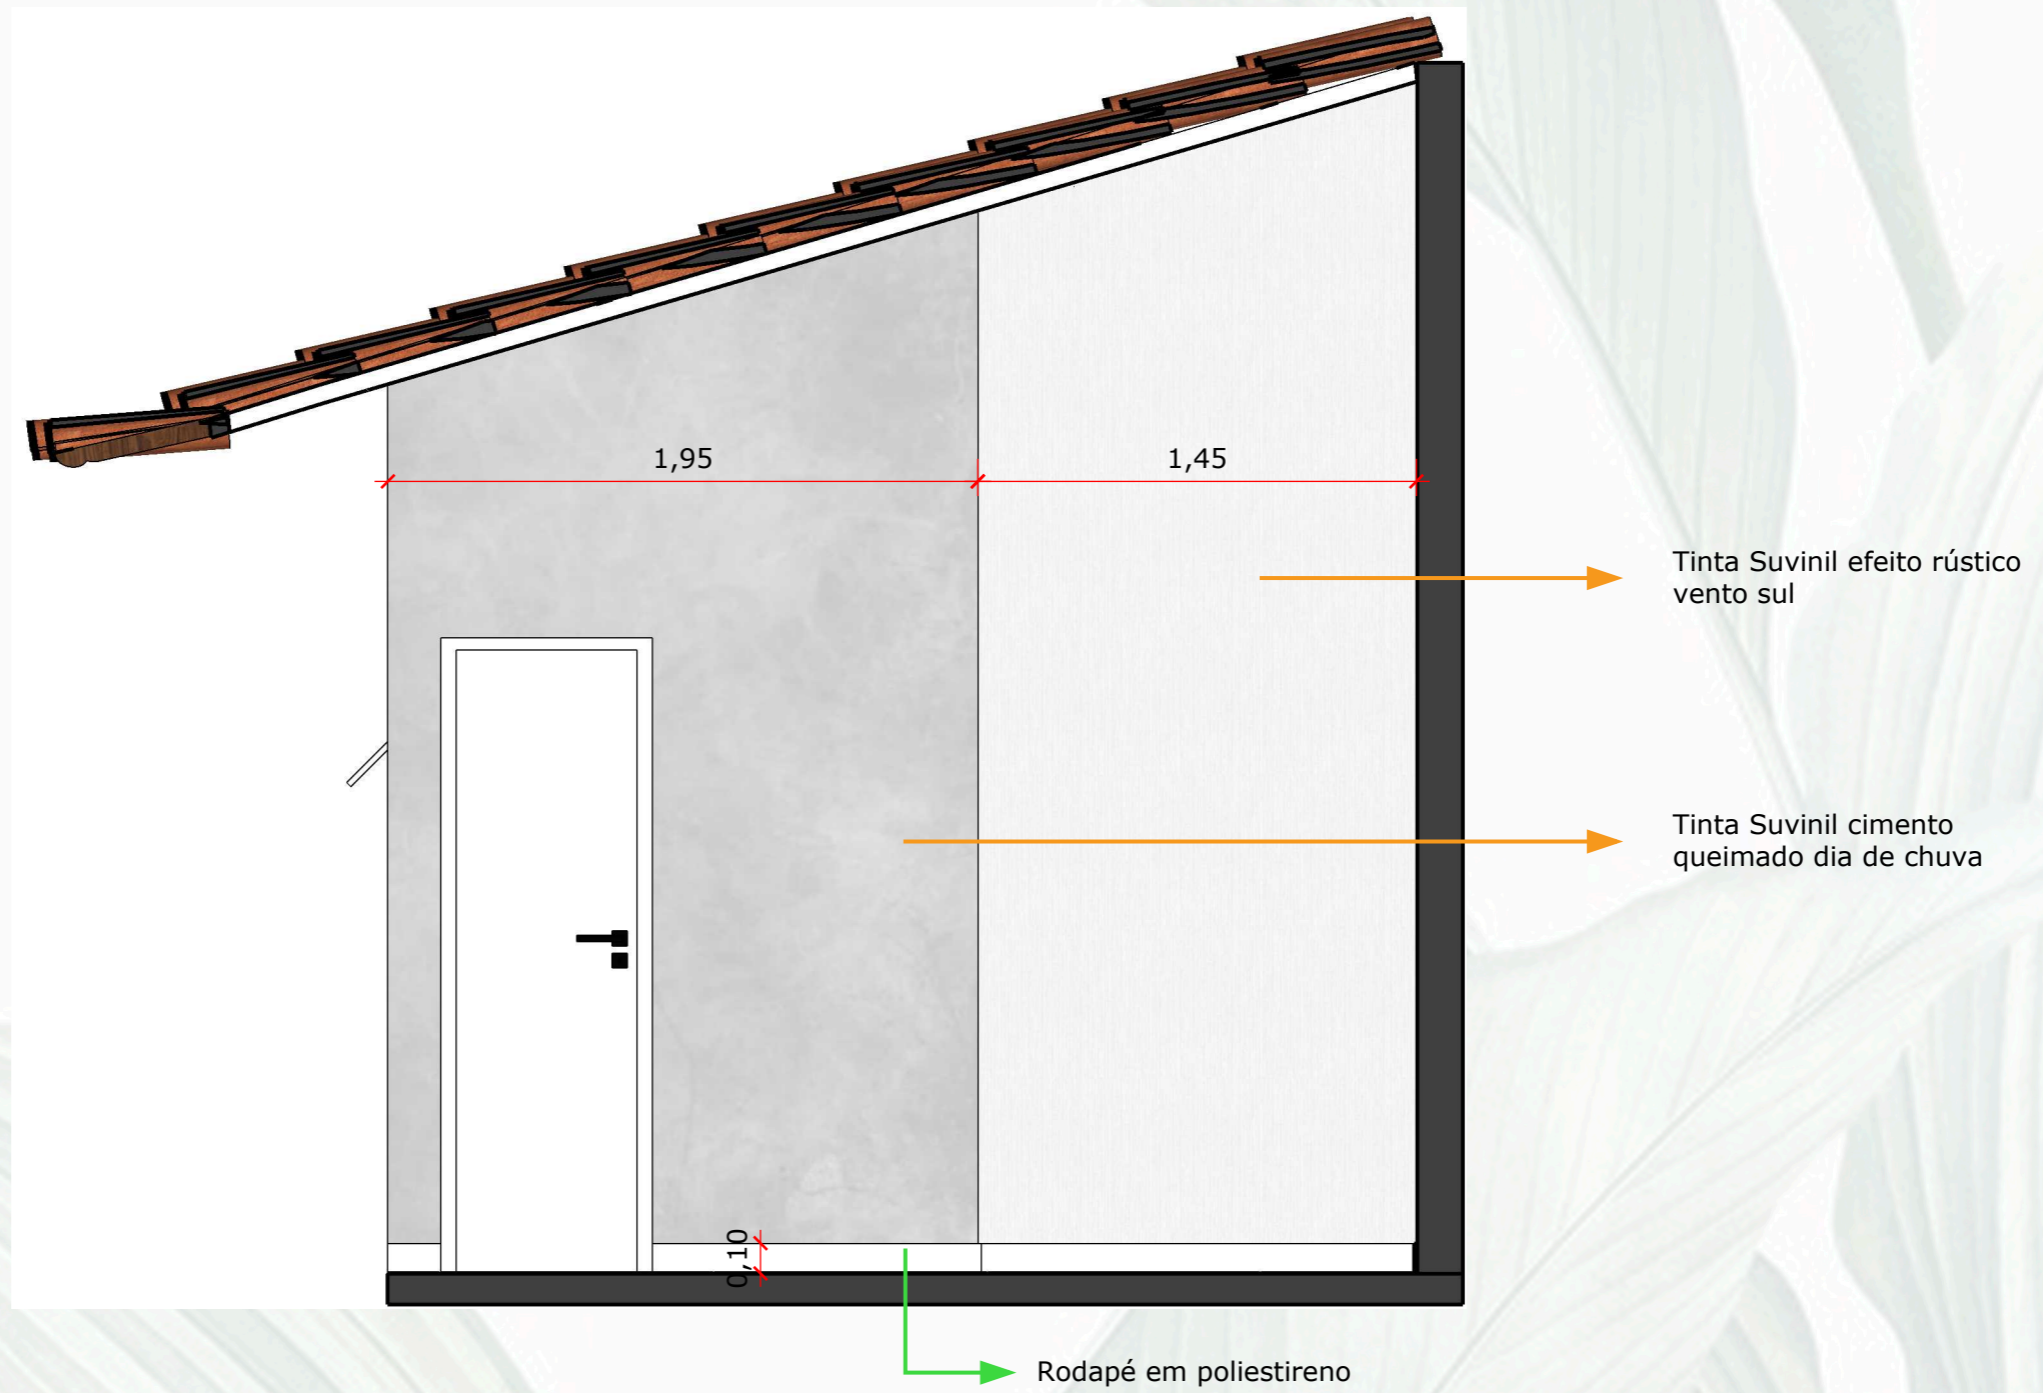 1,95
1,45
Tinta Suvinil efeito rústico
vento sul
Tinta Suvinil cimento
queimado dia de chuva
0,10
Rodapé em poliestireno